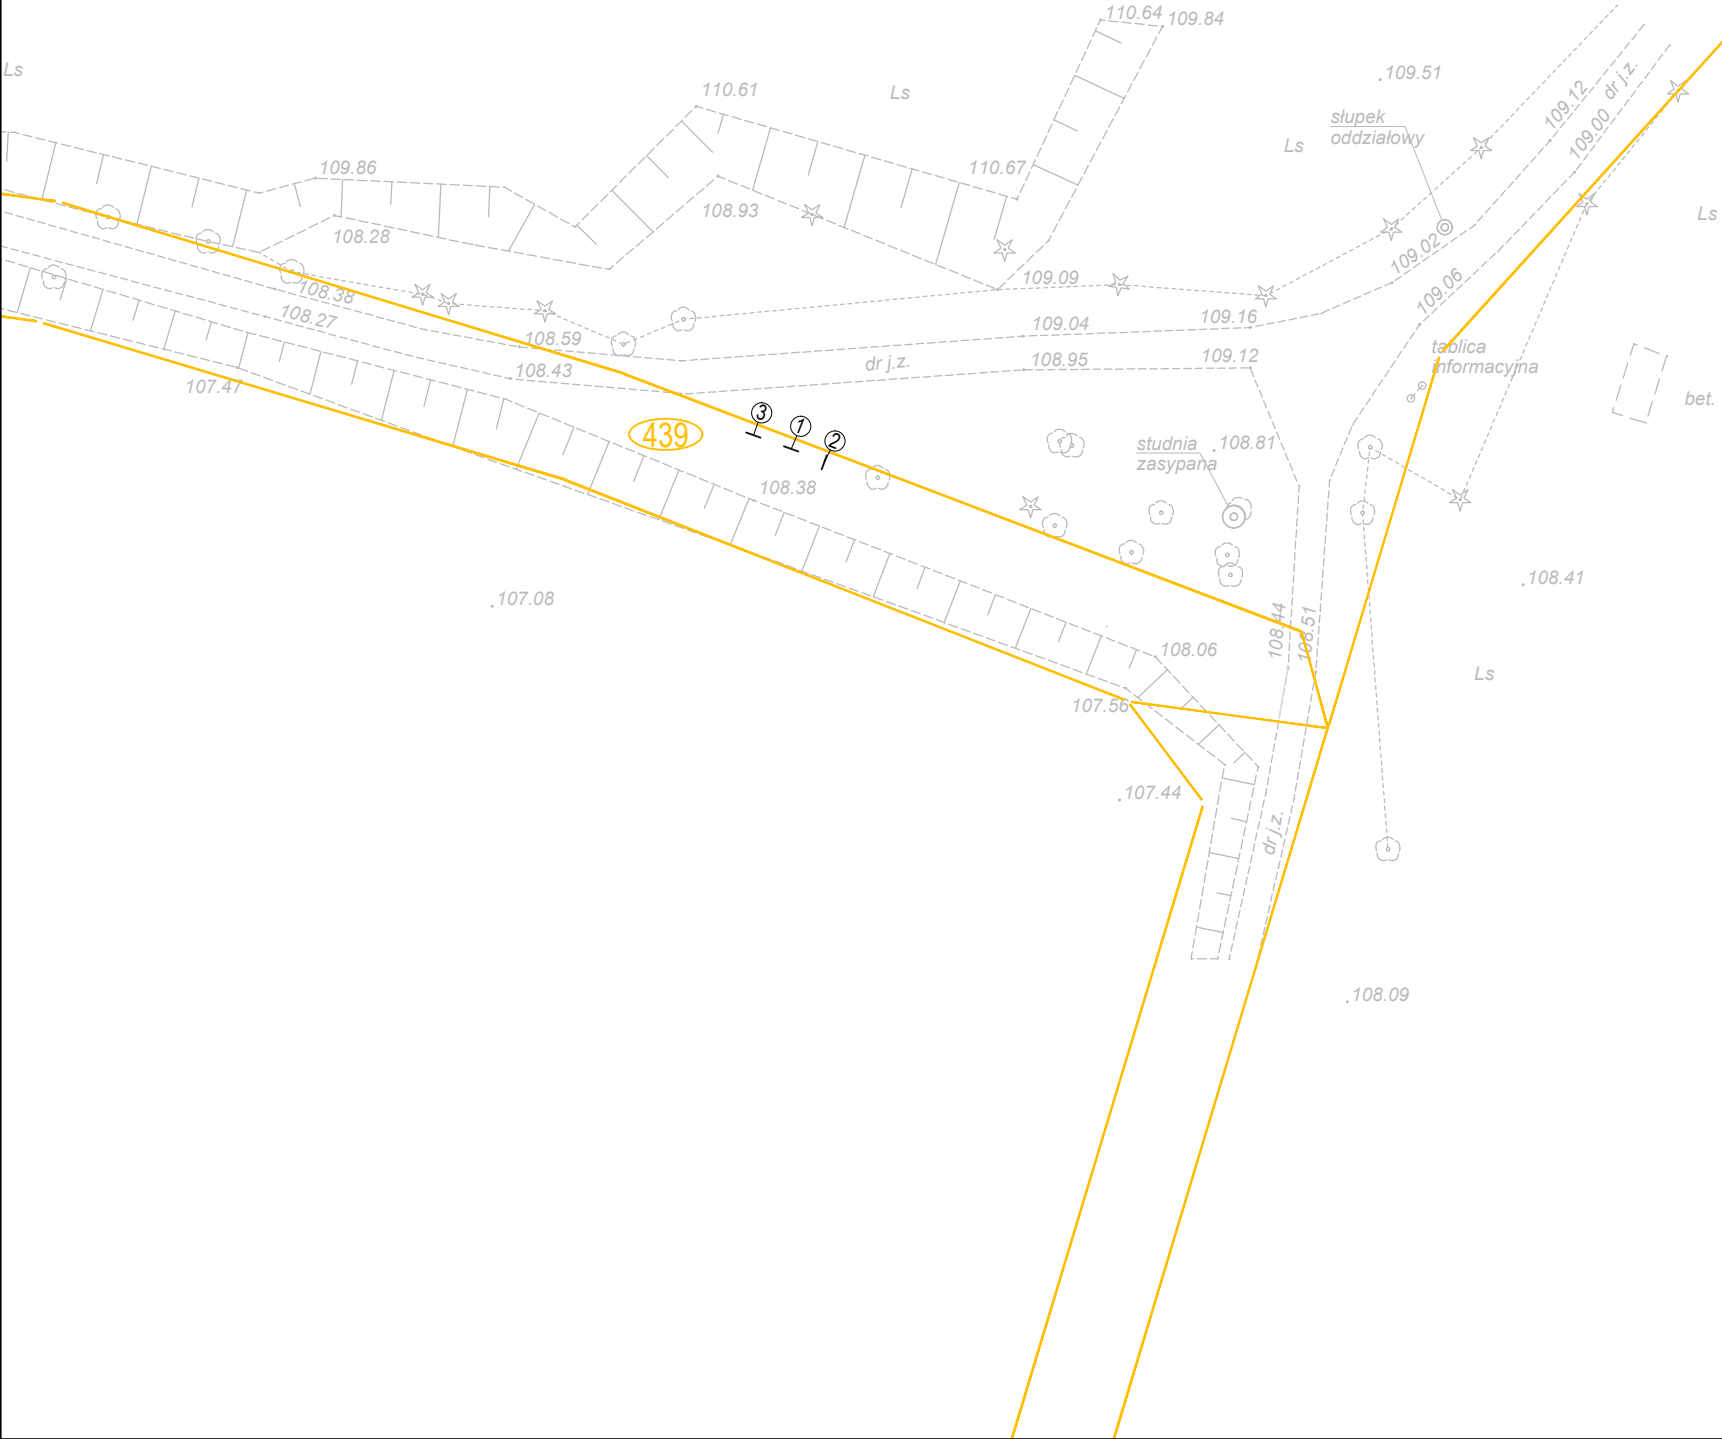 110.64
109.84
Ls
109.51
110.61
Ls
słupek
oddziałowy
109.12
dr j.z.
109.00
Ls
109.86
110.67
108.93
108.28
Ls
109.02
109.09
109.06
108.38
108.27
109.04
109.16
108.59
dr j.z.
108.95
109.12
tablica
informacyjna
108.43
107.47
bet.
439
3
1
2
studnia
zasypana
108.81
108.38
108.41
107.08
108.44
108.51
108.06
Ls
107.56
107.44
dr j.z.
108.09